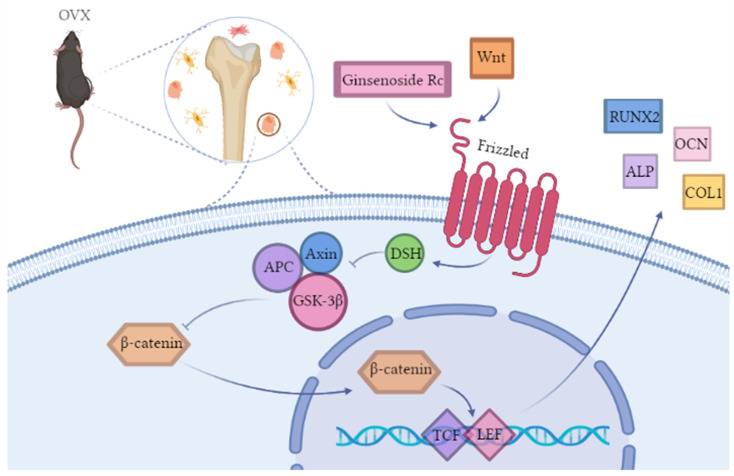 OVX
Wnt
Ginsenoside Rc
Frizzled
RUNX2
OCN
ALP
COL1
Axin
DSH
APC
GSK-3β
β-catenin
β-catenin
TCF
LEF